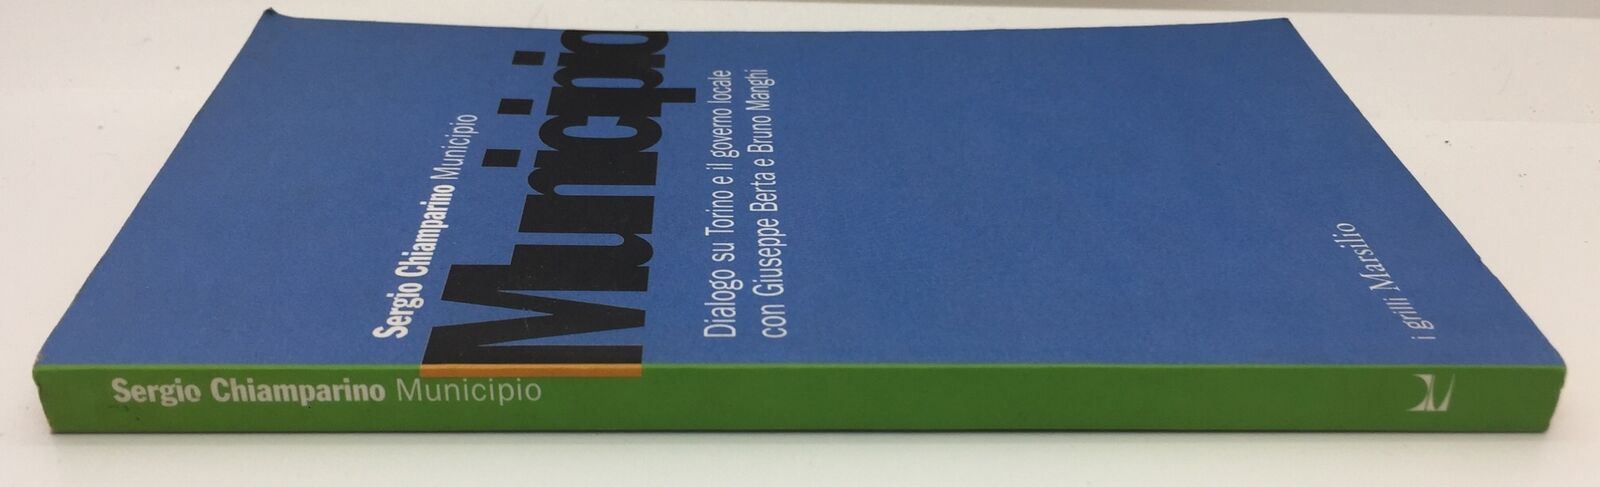 Sergio Chiamparino Municipio
Municipio
Dialogo su Torino e il governo locale
con Giuseppe Berta e Bruno Manghi
i grilli Marsilio
Sergio Chiamparino Municipio